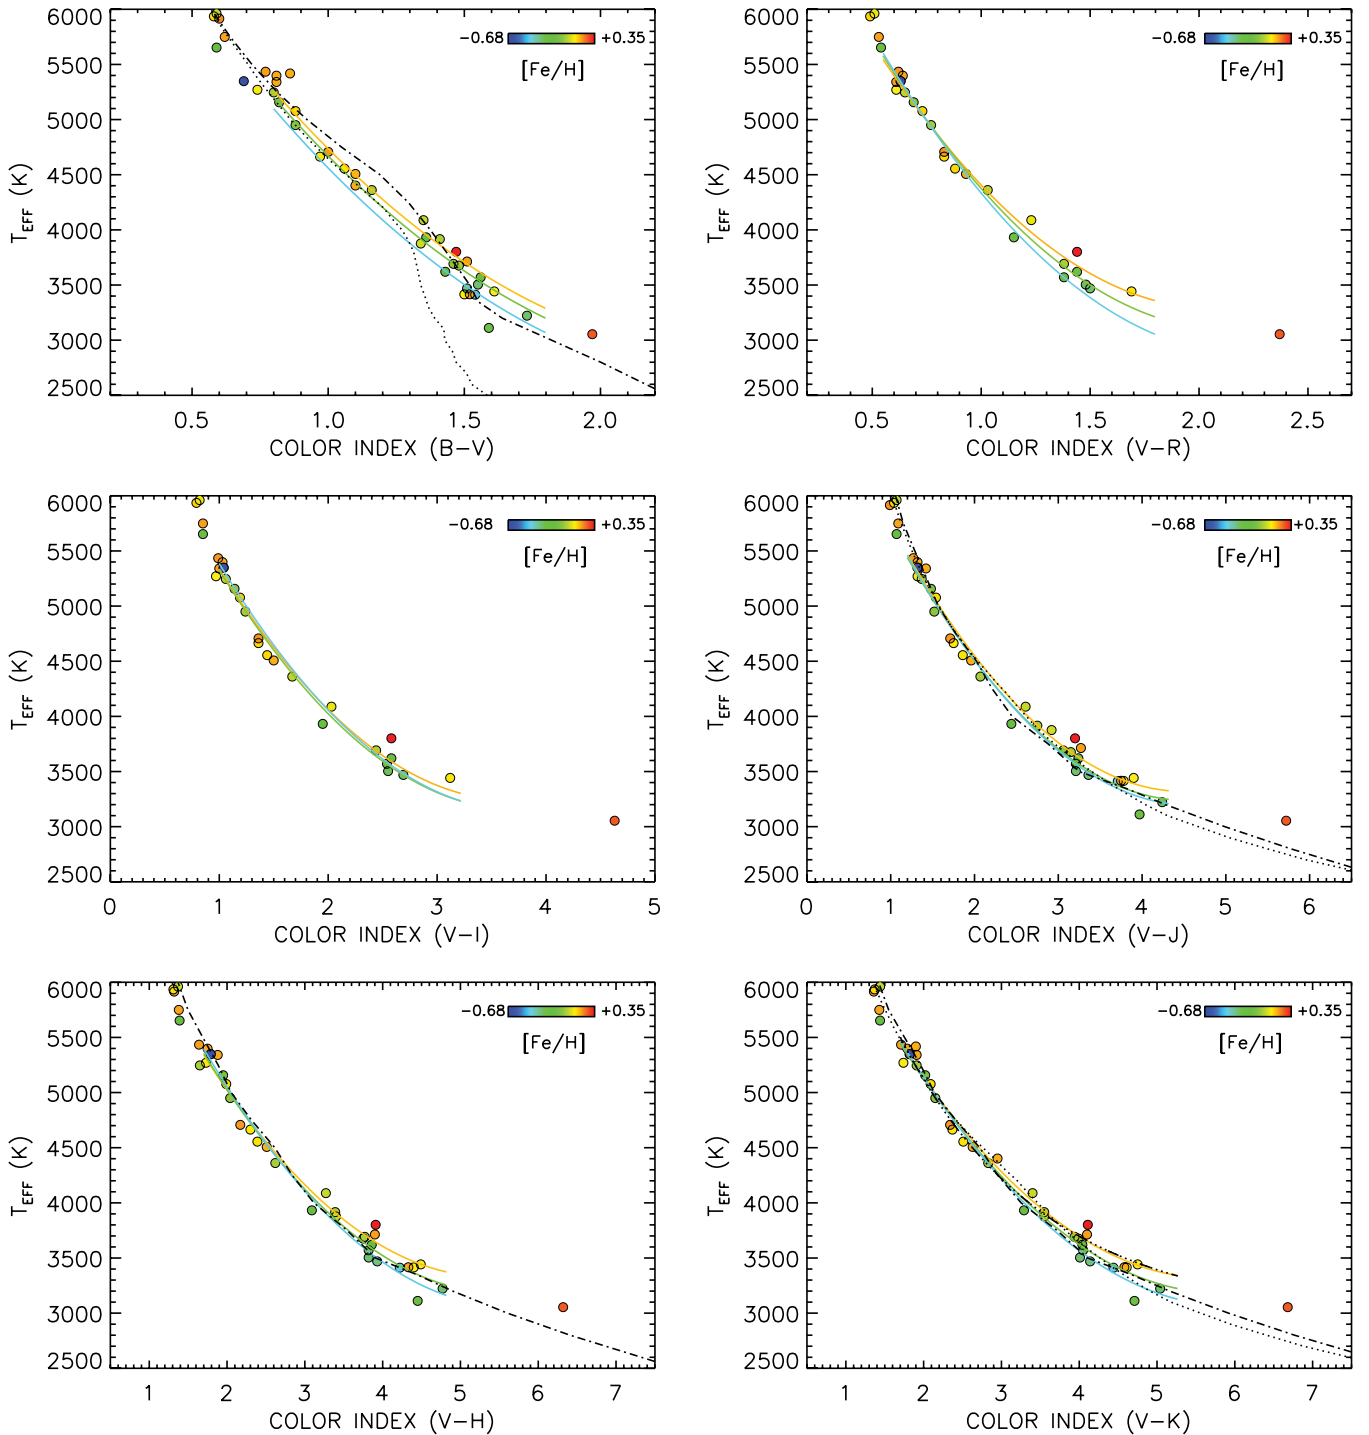 6000
5500
5000
4500
4000
3500
3000
2500
T_EFF (K)
−0.68 +0.35
[Fe/H]
0.5 1.0 1.5 2.0
COLOR INDEX (B−V)
6000
5500
5000
4500
4000
3500
3000
2500
T_EFF (K)
−0.68 +0.35
[Fe/H]
0.5 1.0 1.5 2.0 2.5
COLOR INDEX (V−R)
6000
5500
5000
4500
4000
3500
3000
2500
T_EFF (K)
−0.68 +0.35
[Fe/H]
0 1 2 3 4 5
COLOR INDEX (V−I)
6000
5500
5000
4500
4000
3500
3000
2500
T_EFF (K)
−0.68 +0.35
[Fe/H]
0 1 2 3 4 5 6
COLOR INDEX (V−J)
6000
5500
5000
4500
4000
3500
3000
2500
T_EFF (K)
−0.68 +0.35
[Fe/H]
1 2 3 4 5 6 7
COLOR INDEX (V−H)
6000
5500
5000
4500
4000
3500
3000
2500
T_EFF (K)
−0.68 +0.35
[Fe/H]
1 2 3 4 5 6 7
COLOR INDEX (V−K)